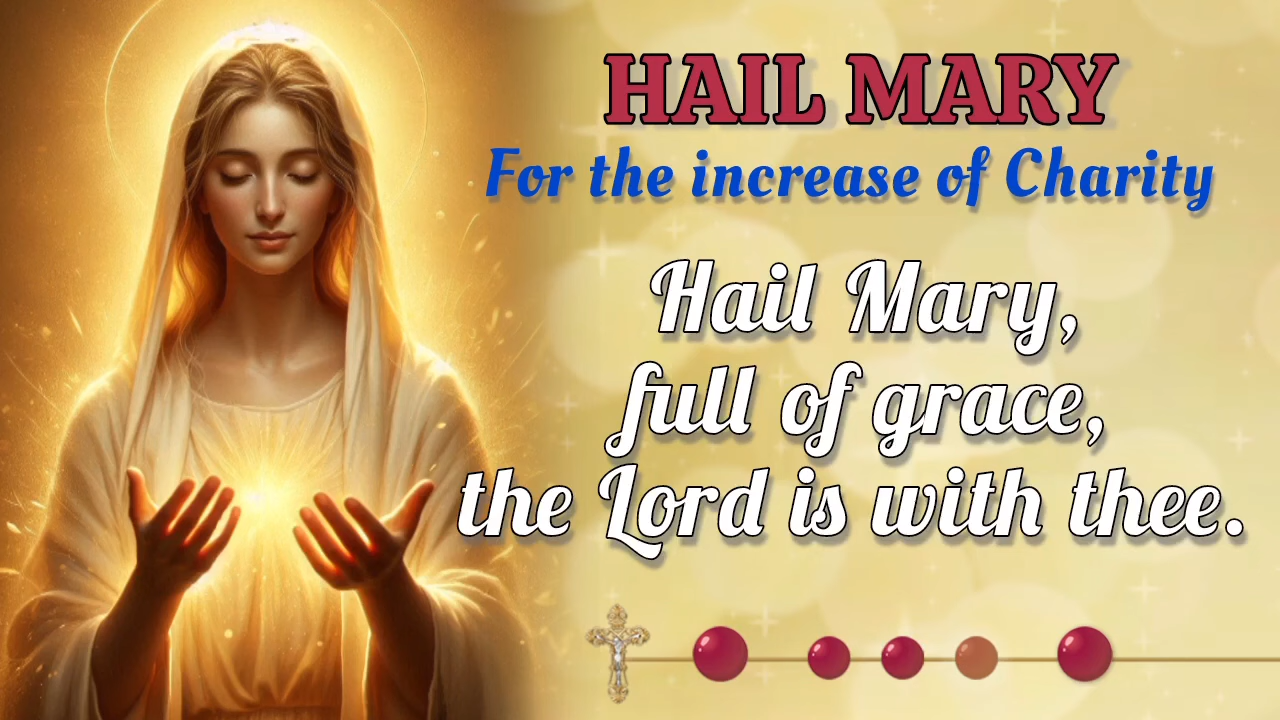 HAIL MARY
For the increase of Charity
Hail Mary,
full of grace,
the Lord is with thee.